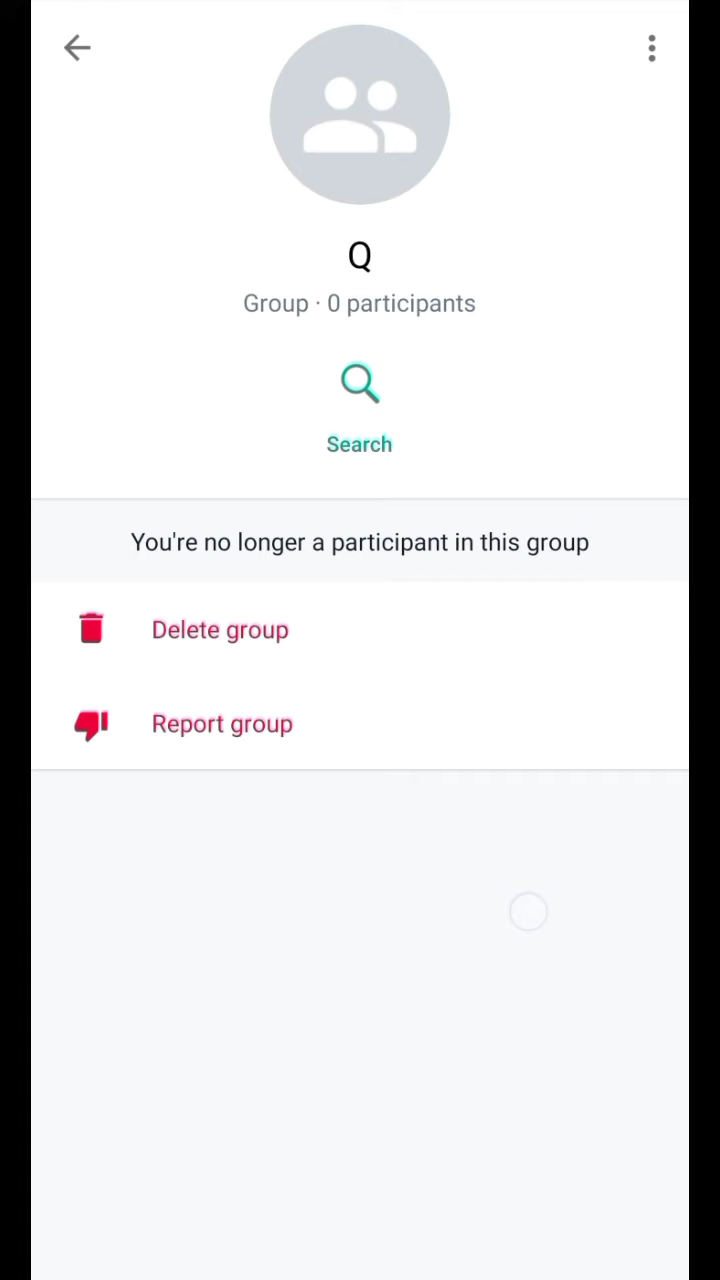 Q
Group · 0 participants
Search
You're no longer a participant in this group
Delete group
Report group